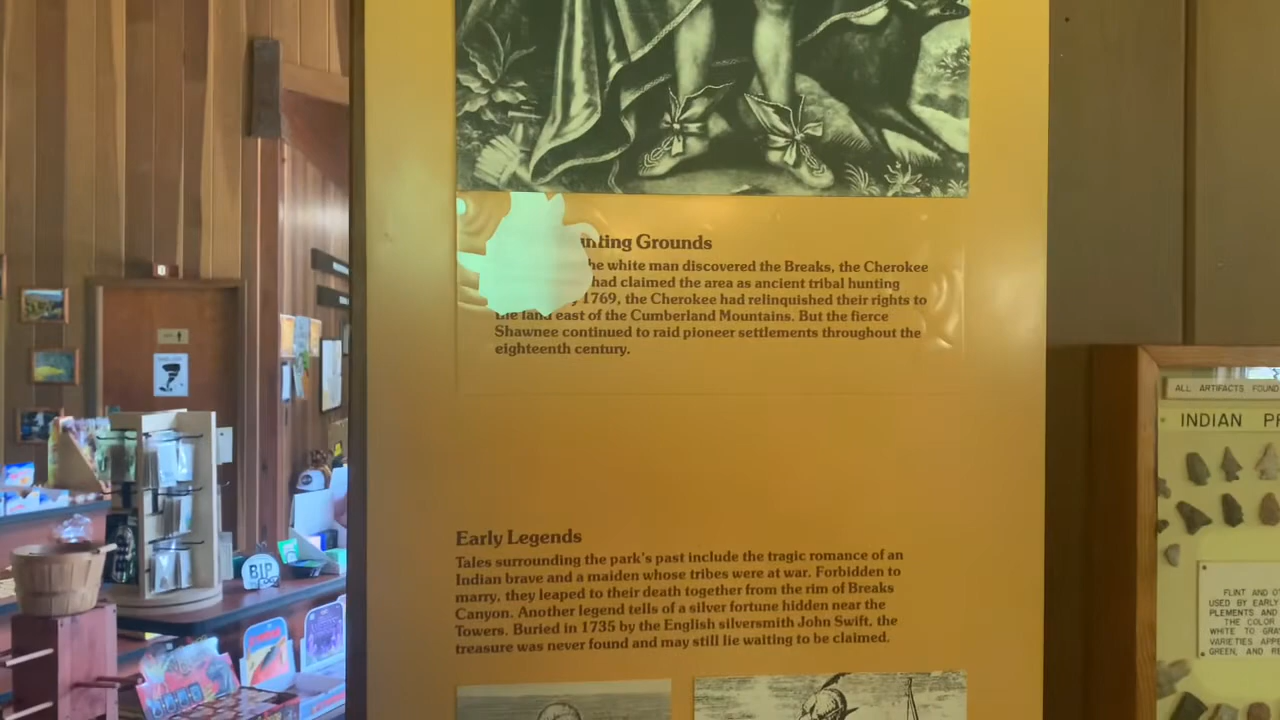 unting Grounds
he white man discovered the Breaks, the Cherokee
had claimed the area as ancient tribal hunting
1769, the Cherokee had relinquished their rights to
the land east of the Cumberland Mountains. But the fierce
Shawnee continued to raid pioneer settlements throughout the
eighteenth century.
Early Legends
Tales surrounding the park's past include the tragic romance of an
Indian brave and a maiden whose tribes were at war. Forbidden to
marry, they leaped to their death together from the rim of Breaks
Canyon. Another legend tells of a silver fortune hidden near the
Towers. Buried in 1735 by the English silversmith John Swift, the
treasure was never found and may still lie waiting to be claimed.
ALL ARTIFACTS FOUND
INDIAN
FLINT AND
USED BY EARLY
PLEMENTS AND
THE COLOR
WHITE TO GRA
VARIETIES APPE
GREEN, AND RE
BIP